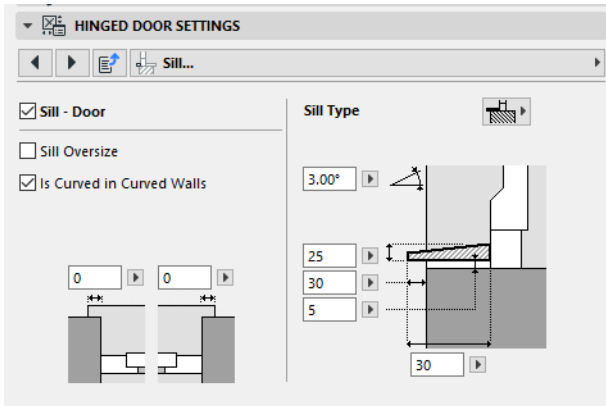 HINGED DOOR SETTINGS
Sill...
Sill - Door
Sill Type
Sill Oversize
Is Curved in Curved Walls
3.00°
25
0
0
30
5
30